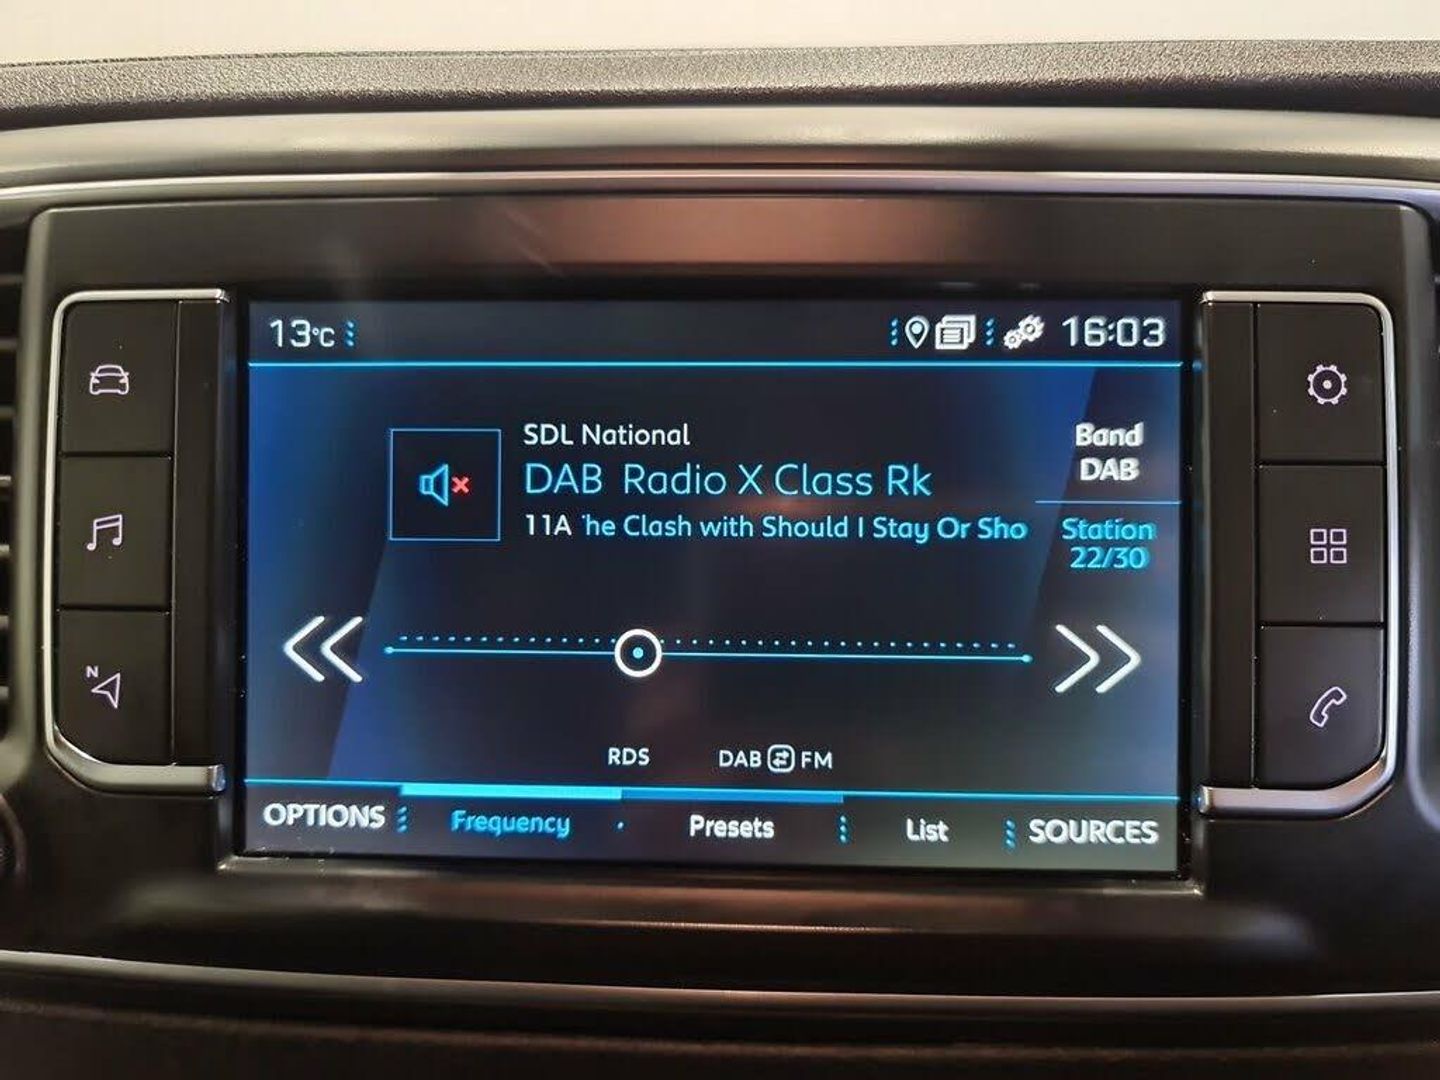 13°C
16:03
SDL National
DAB Radio X Class Rk
11A he Clash with Should I Stay Or Sho
Band
DAB
Station
22/30
N
RDS
DAB FM
OPTIONS
Frequency
Presets
List
SOURCES